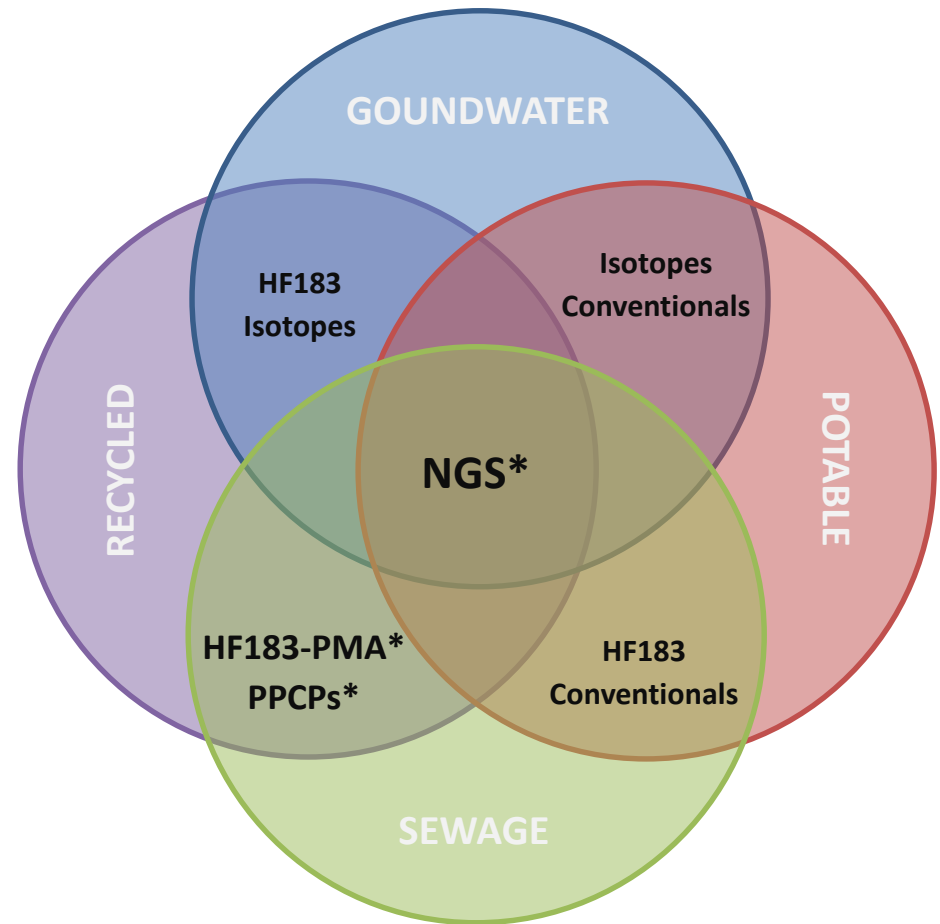 GOUNDWATER
Isotopes
Conventionals
HF183
Isotopes
RECYCLED
POTABLE
NGS*
HF183-PMA*
PPCPs*
HF183
Conventionals
SEWAGE